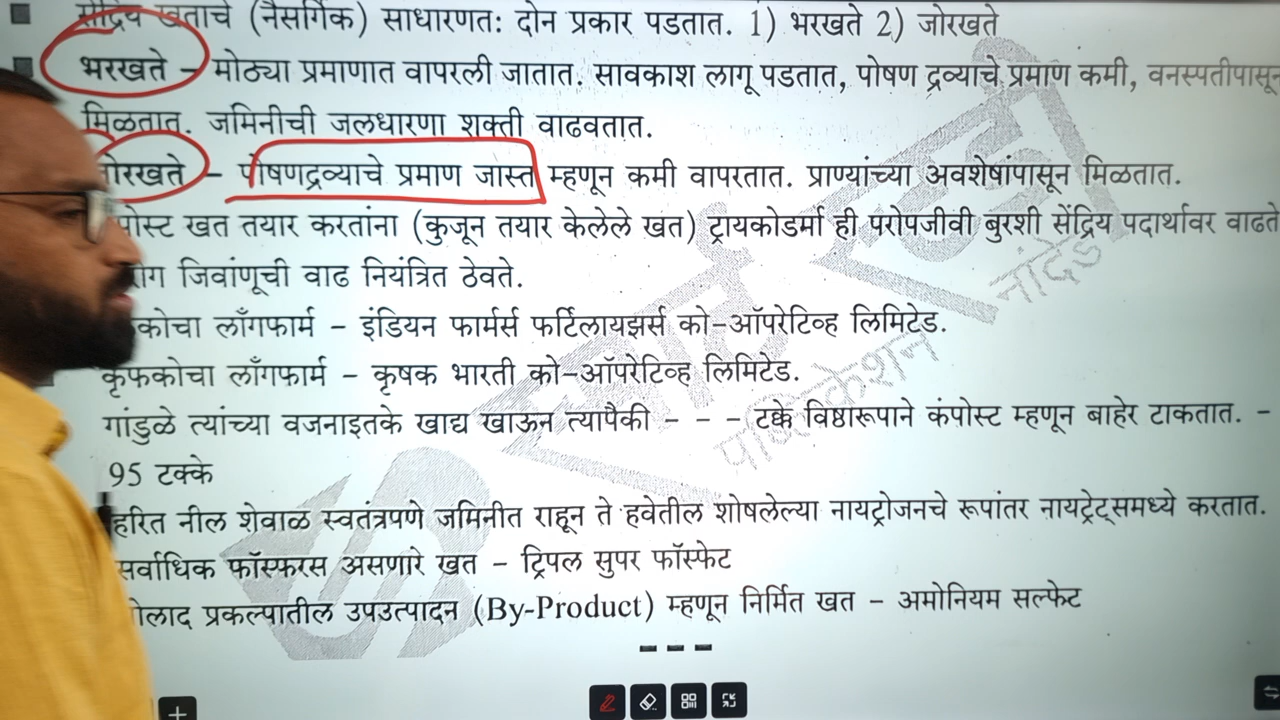 सेंद्रिय खताचे (नैसर्गिक) साधारणतः दोन प्रकार पडतात. 1) भरखते 2) जोरखते
भरखते – मोठ्या प्रमाणात वापरली जातात. सावकाश लागू पडतात, पोषण द्रव्याचे प्रमाण कमी, वनस्पतीपासून
मिळतात. जमिनीची जलधारणा शक्ती वाढवतात.
ोरखते – पोषणद्रव्याचे प्रमाण जास्त म्हणून कमी वापरतात. प्राण्यांच्या अवशेषांपासून मिळतात.
पोस्ट खत तयार करतांना (कुजून तयार केलेले खत) ट्रायकोडर्मा ही परोपजीवी बुरशी सेंद्रिय पदार्थावर वाढते
ोग जिवांणूची वाढ नियंत्रित ठेवते.
कोचा लाँगफार्म – इंडियन फार्मर्स फर्टिलायझर्स को-ऑपरेटिव्ह लिमिटेड.
कृफकोचा लाँगफार्म – कृषक भारती को-ऑपरेटिव्ह लिमिटेड.
गांडुळे त्यांच्या वजनाइतके खाद्य खाऊन त्यापैकी - - - टक्के विष्ठारूपाने कंपोस्ट म्हणून बाहेर टाकतात. -
95 टक्के
हरित नील शेवाळ स्वतंत्रपणे जमिनीत राहून ते हवेतील शोषलेल्या नायट्रोजनचे रूपांतर नायट्रेट्समध्ये करतात.
सर्वाधिक फॉस्फरस असणारे खत – ट्रिपल सुपर फॉस्फेट
ोलाद प्रकल्पातील उपउत्पादन (By-Product) म्हणून निर्मित खत – अमोनियम सल्फेट
नांदेड
पब्लिकेशन